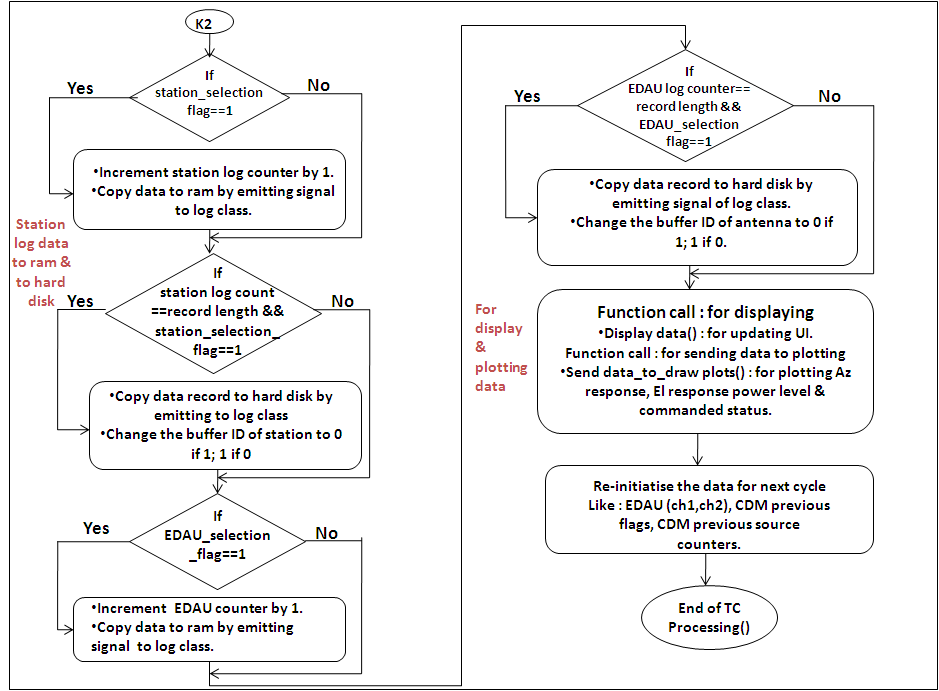 K2
If
station_selection
flag==1
Yes
No
•Increment station log counter by 1.
•Copy data to ram by emitting signal
to log class.
Station
log data
to ram &
to hard
disk
If
station log count
==record length &&
station_selection_
flag==1
Yes
No
•Copy data record to hard disk by
emitting to log class
•Change the buffer ID of station to 0
if 1; 1 if 0
If
EDAU_selection
_flag==1
Yes
No
•Increment EDAU counter by 1.
•Copy data to ram by emitting
signal to log class.
If
EDAU log counter==
record length &&
EDAU_selection
flag==1
Yes
No
•Copy data record to hard disk by
emitting signal of log class.
•Change the buffer ID of antenna to 0 if
1; 1 if 0.
For
display
&
plotting
data
Function call : for displaying
•Display data() : for updating UI.
Function call : for sending data to plotting
•Send data_to_draw plots() : for plotting Az
response, El response power level &
commanded status.
Re-initiatise the data for next cycle
Like : EDAU (ch1,ch2), CDM previous
flags, CDM previous source
counters.
End of TC
Processing()